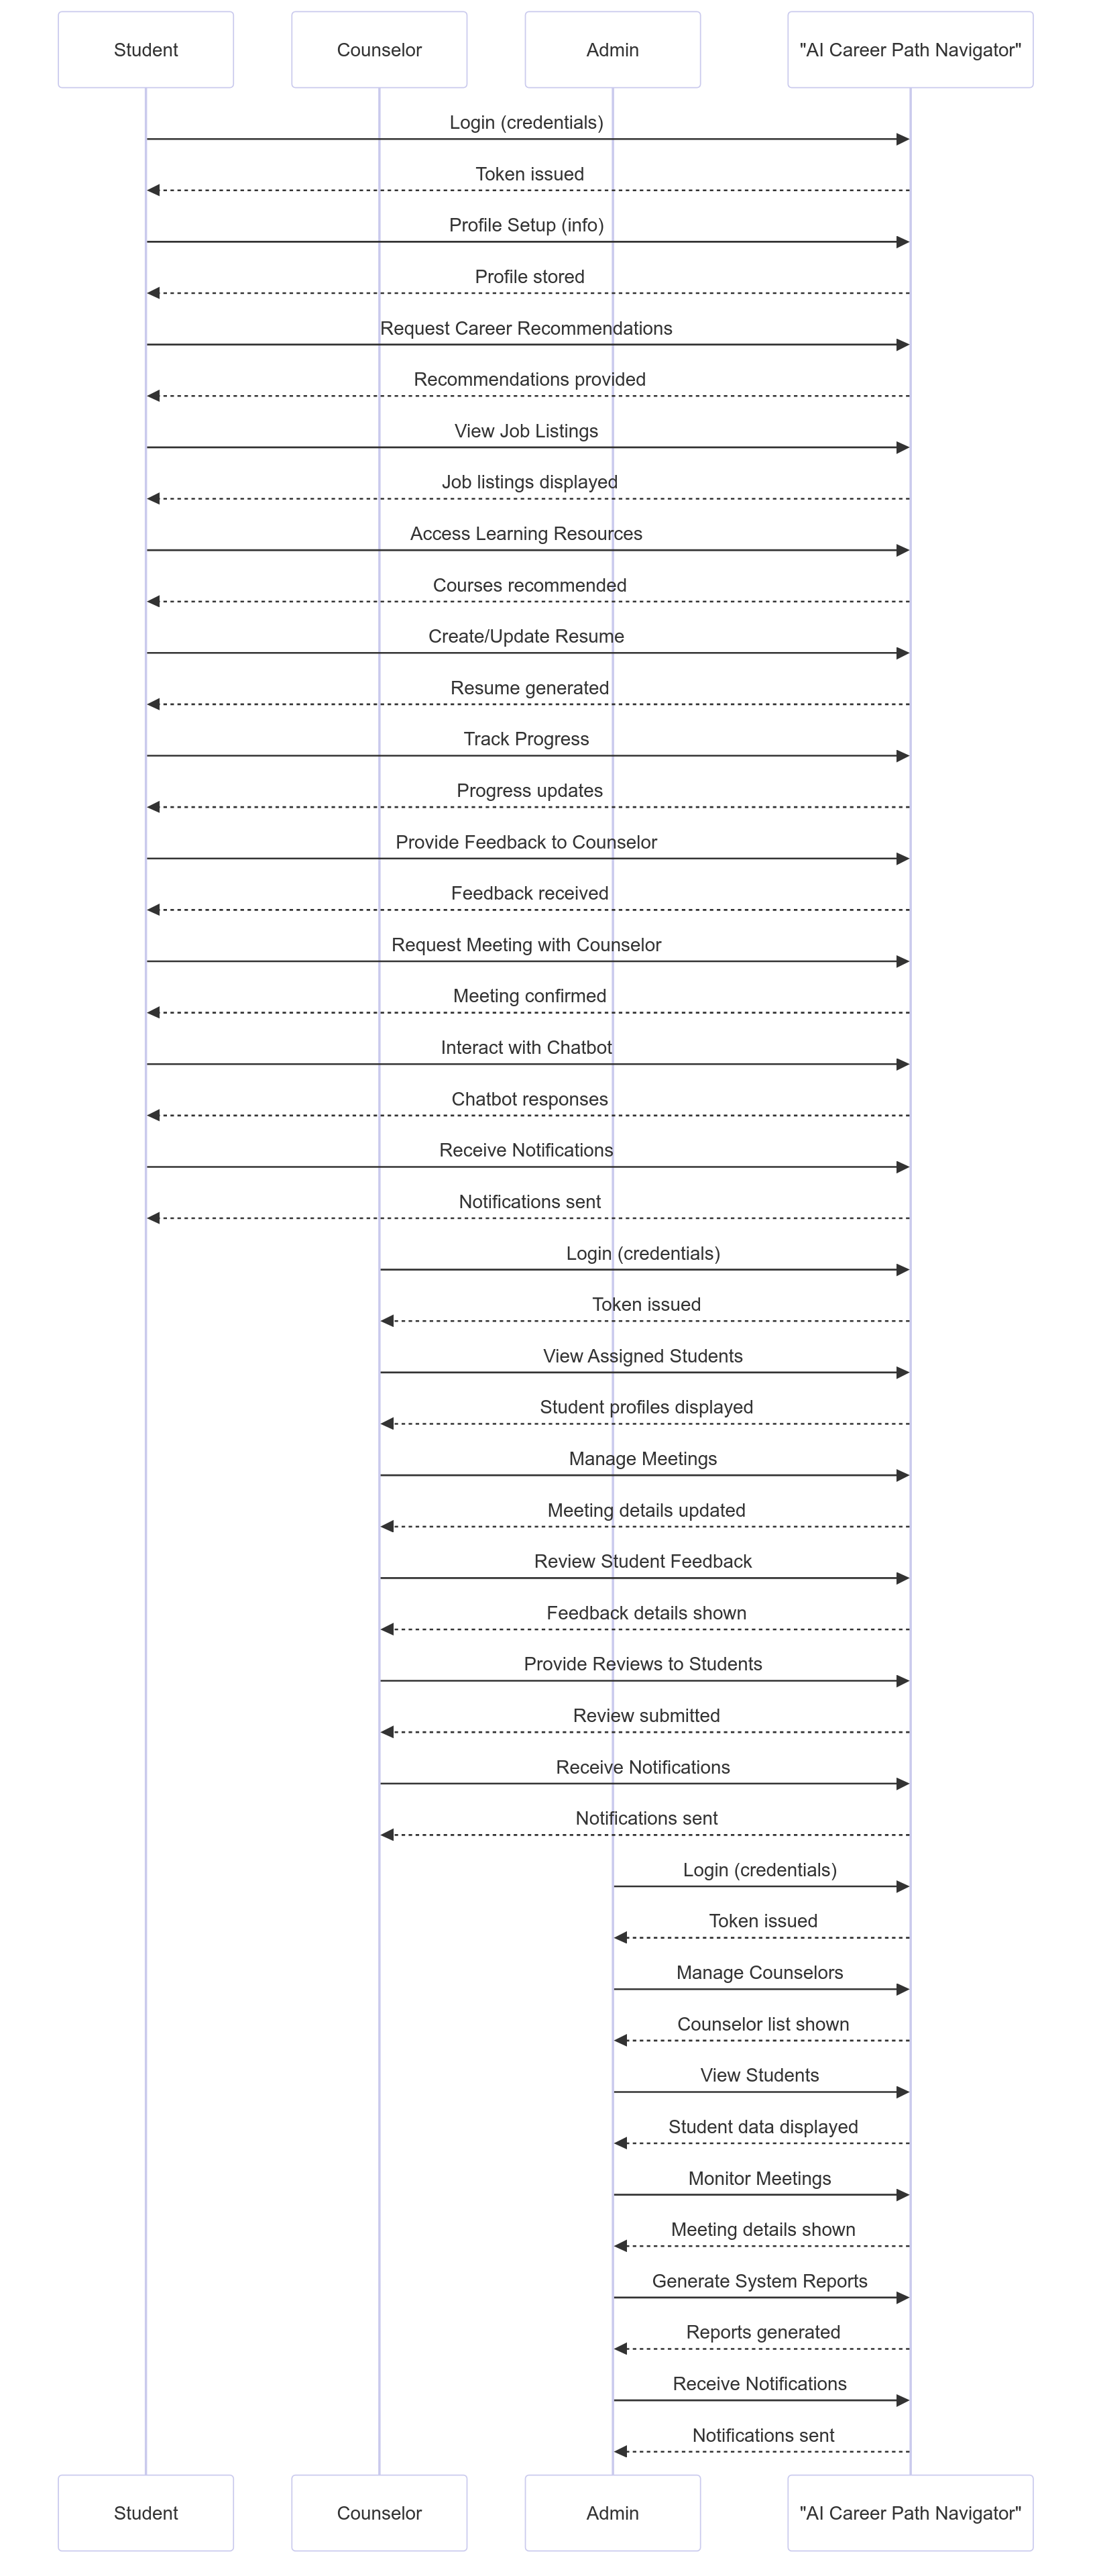 Student
Counselor
Admin
"AI Career Path Navigator"
Login (credentials)
Token issued
Profile Setup (info)
Profile stored
Request Career Recommendations
Recommendations provided
View Job Listings
Job listings displayed
Access Learning Resources
Courses recommended
Create/Update Resume
Resume generated
Track Progress
Progress updates
Provide Feedback to Counselor
Feedback received
Request Meeting with Counselor
Meeting confirmed
Interact with Chatbot
Chatbot responses
Receive Notifications
Notifications sent
Login (credentials)
Token issued
View Assigned Students
Student profiles displayed
Manage Meetings
Meeting details updated
Review Student Feedback
Feedback details shown
Provide Reviews to Students
Review submitted
Receive Notifications
Notifications sent
Login (credentials)
Token issued
Manage Counselors
Counselor list shown
View Students
Student data displayed
Monitor Meetings
Meeting details shown
Generate System Reports
Reports generated
Receive Notifications
Notifications sent
Student
Counselor
Admin
"AI Career Path Navigator"